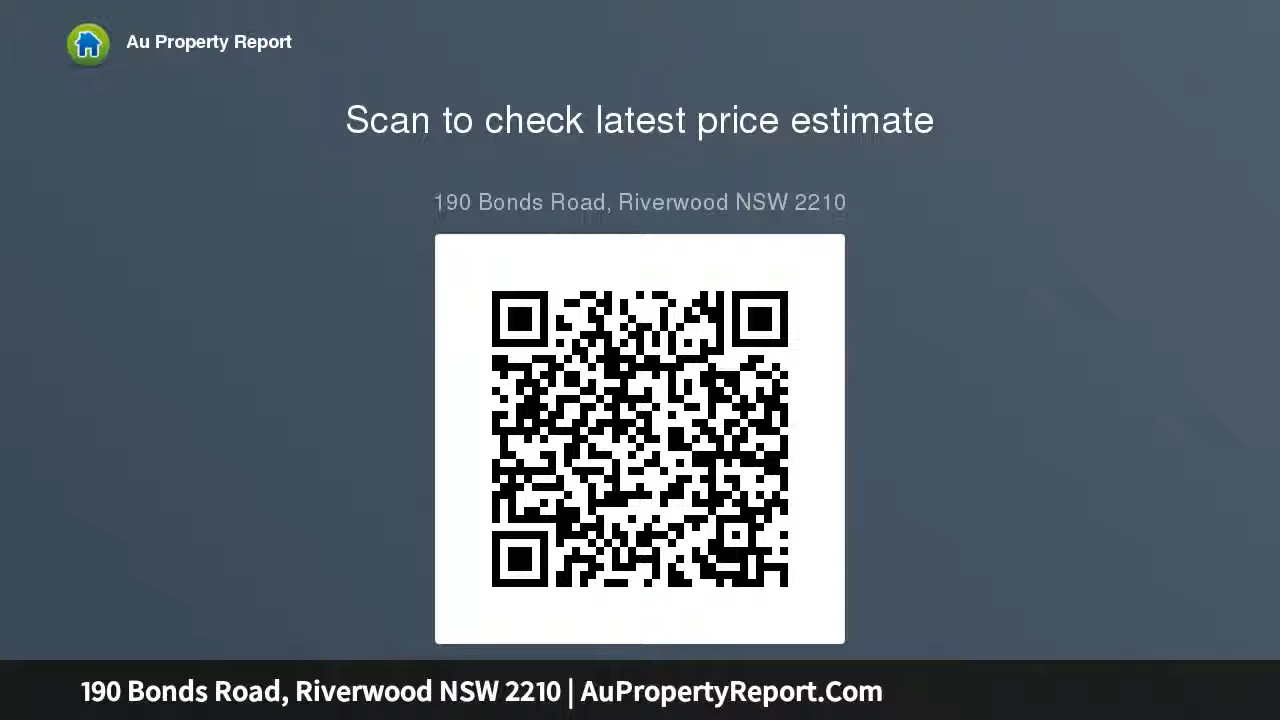 Au Property Report
Scan to check latest price estimate
190 Bonds Road, Riverwood NSW 2210
190 Bonds Road, Riverwood NSW 2210 | AuPropertyReport.Com